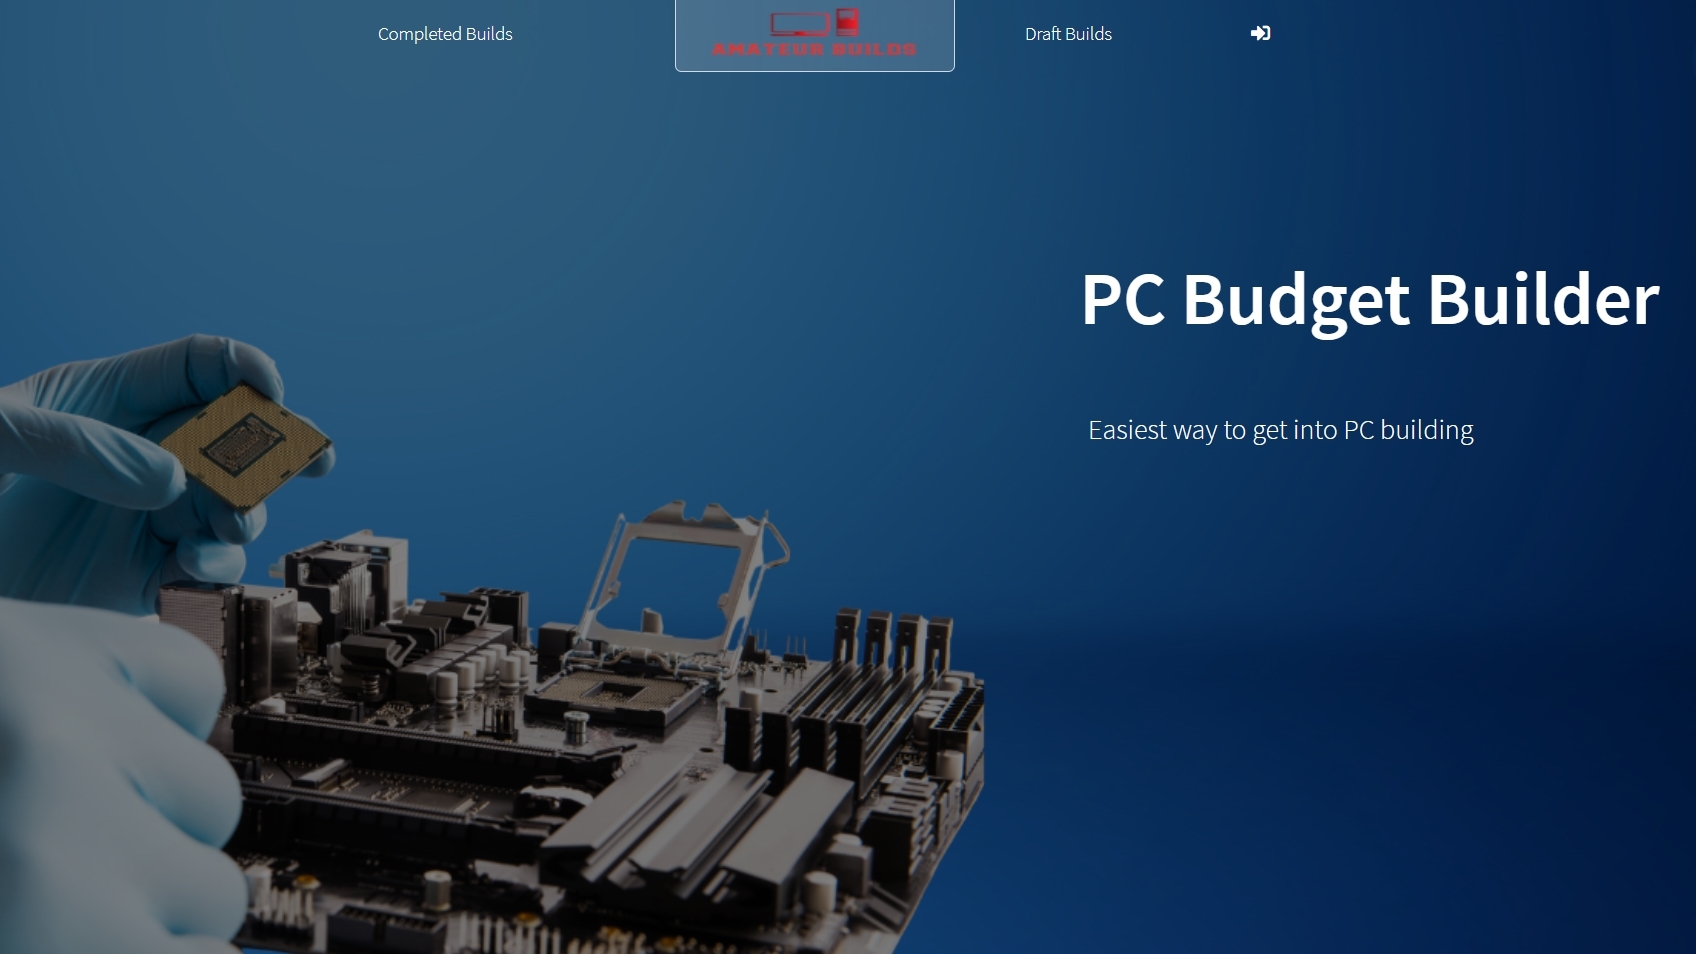 Completed Builds
AMATEUR BUILDS
Draft Builds
PC Budget Builder
Easiest way to get into PC building